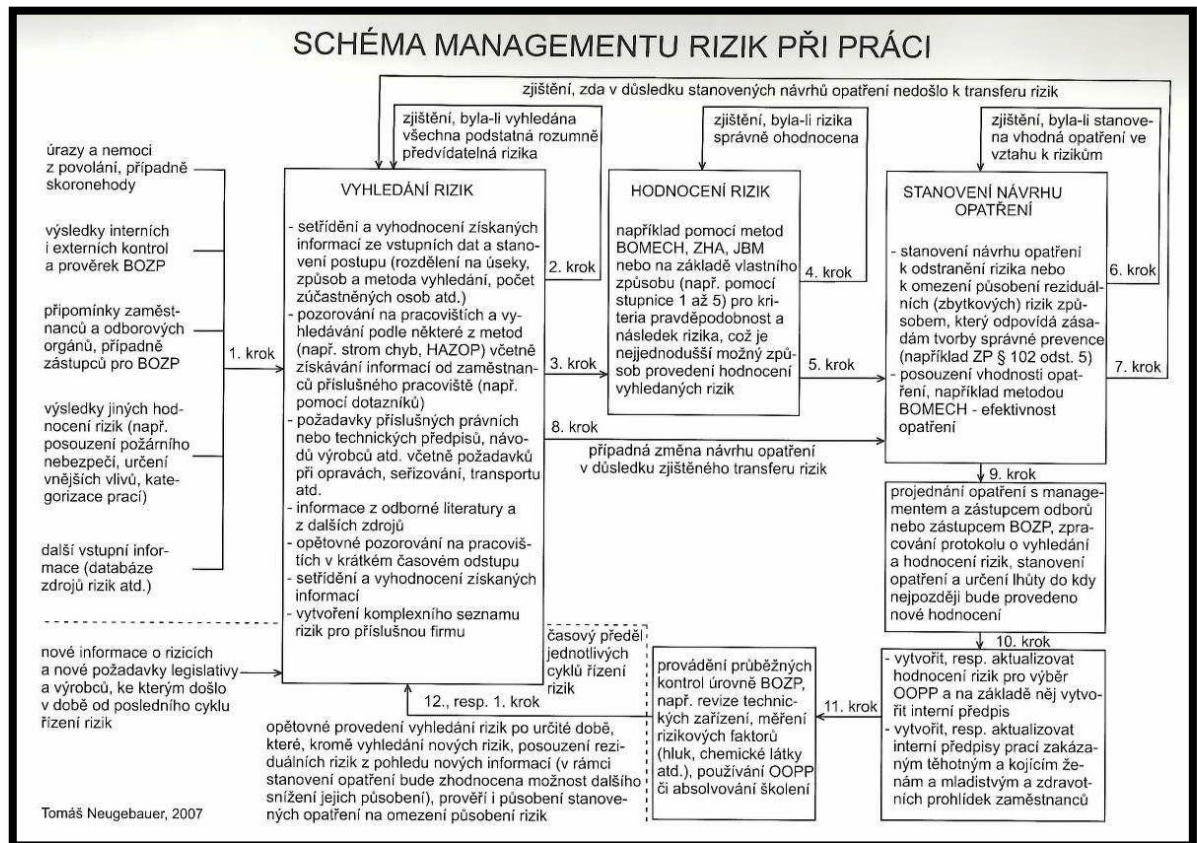 SCHÉMA MANAGEMENTU RIZIK PŘI PRÁCI
zjištění, zda v důsledku stanovených návrhů opatření nedošlo k transferu rizik
úrazy a nemoci
z povolání, případně
skoronehody
výsledky interních
i externích kontrol
a prověrek BOZP
připomínky zaměst-
nanců a odborových
orgánů, případně
zástupců pro BOZP
výsledky jiných hod-
nocení rizik (např.
posouzení požárního
nebezpečí, určení
vnějších vlivů, kate-
gorizace prací)
další vstupní infor-
mace (databáze
zdrojů rizik atd.)
1. krok
zjištění, byla-li vyhledána
všechna podstatná rozumně
předvídatelná rizika
2. krok
VYHLEDÁNÍ RIZIK
- setřídění a vyhodnocení získaných
informací ze vstupních dat a stano-
vení postupu (rozdělení na úseky,
způsob a metoda vyhledání, počet
zúčastněných osob atd.)
- pozorování na pracovištích a vy-
hledávání podle některé z metod
(např. strom chyb, HAZOP) včetně
získávání informací od zaměstnan-
ců příslušného pracoviště (např.
pomocí dotazníků)
- požadavky příslušných právních
nebo technických předpisů, návo-
dů výrobců atd. včetně požadavků
při opravách, seřizování, transportu
atd.
- informace z odborné literatury a
z dalších zdrojů
- opětovné pozorování na pracoviš-
tích v krátkém časovém odstupu
- setřídění a vyhodnocení získaných
informací
- vytvoření komplexního seznamu
rizik pro příslušnou firmu
3. krok
zjištění, byla-li rizika
správně ohodnocena
4. krok
HODNOCENÍ RIZIK
například pomocí metod
BOMECH, ZHA, JBM
nebo na základě vlastního
způsobu (např. pomocí
stupnice 1 až 5) pro kri-
teria pravděpodobnost a
následek rizika, což je
nejjednodušší možný způ-
sob provedení hodnocení
vyhledaných rizik
5. krok
zjištění, byla-li stanove-
na vhodná opatření ve
vztahu k rizikům
6. krok
STANOVENÍ NÁVRHU
OPATŘENÍ
- stanovení návrhu opatření
k odstranění rizika nebo
k omezení působení reziduál-
ních (zbytkových) rizik způ-
sobem, který odpovídá zása-
dám tvorby správné prevence
(například ZP § 102 odst. 5)
- posouzení vhodnosti opat-
ření, například metodou
BOMECH - efektivnost
opatření
7. krok
8. krok
případná změna návrhu opatření
v důsledku zjištěného transferu rizik
9. krok
projednání opatření s manage-
mentem a zástupcem odborů
nebo zástupcem BOZP, zpra-
cování protokolu o vyhledání
a hodnocení rizik, stanovení
opatření a určení lhůty do kdy
nejpozději bude provedeno
nové hodnocení
10. krok
- vytvořit, resp. aktualizovat
hodnocení rizik pro výběr
OOPP a na základě něj vytvo-
řit interní předpis
- vytvořit, resp. aktualizovat
interní předpisy prací zakáza-
ným těhotným a kojícím že-
nám a mladistvým a zdravot-
ních prohlídek zaměstnanců
11. krok
provádění průběžných
kontrol úrovně BOZP,
např. revize technic-
kých zařízení, měření
rizikových faktorů
(hluk, chemické látky
atd.), používání OOPP
či absolvování školení
časový předěl
jednotlivých
cyklů řízení
rizik
12., resp. 1. krok
nové informace o rizicích
a nové požadavky legislativy
a výrobců, ke kterým došlo
v době od posledního cyklu
řízení rizik
opětovné provedení vyhledání rizik po určité době,
které, kromě vyhledání nových rizik, posouzení rezi-
duálních rizik z pohledu nových informací (v rámci
stanovení opatření bude zhodnocena možnost dalšího
snížení jejich působení), prověří i působení stanove-
ných opatření na omezení působení rizik
Tomáš Neugebauer, 2007